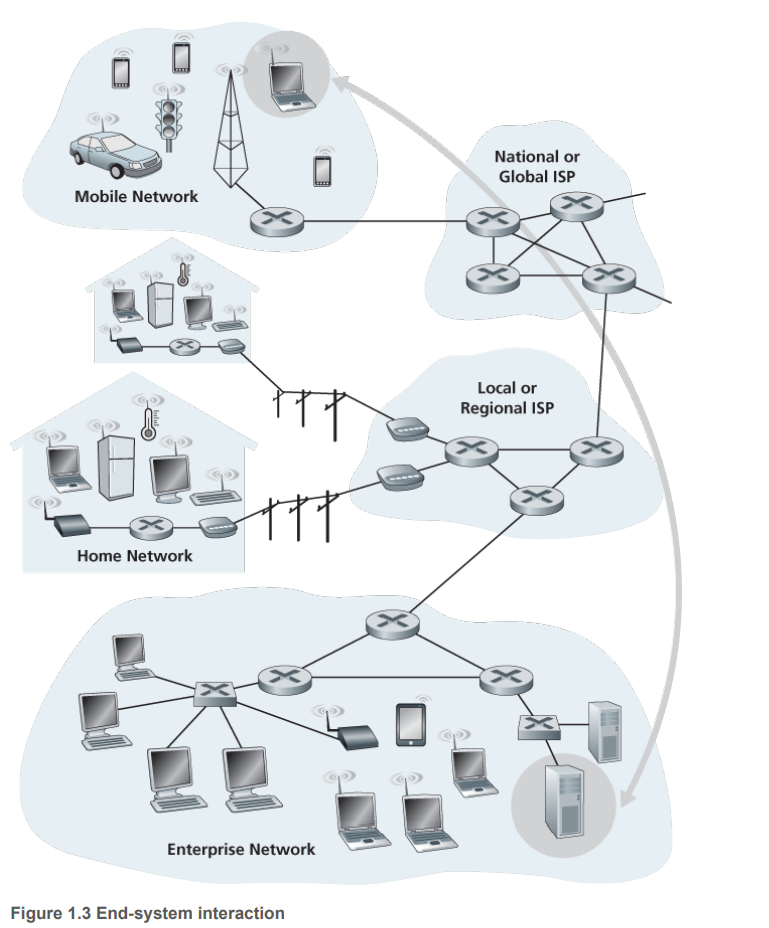 National or
Global ISP
Mobile Network
Local or
Regional ISP
Home Network
Enterprise Network
Figure 1.3 End-system interaction